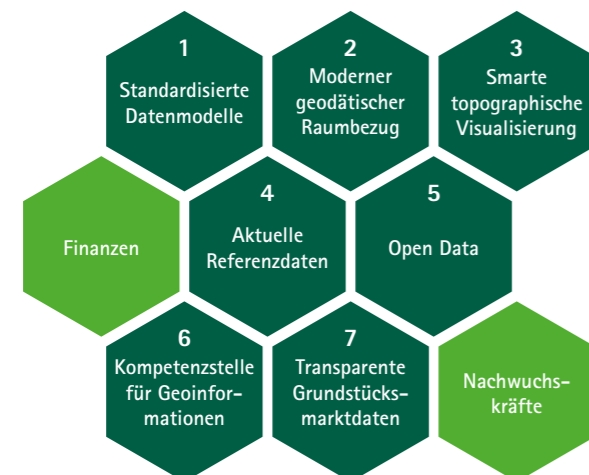 1
Standardisierte
Datenmodelle
2
Moderner
geodätischer
Raumbezug
3
Smarte
topographische
Visualisierung
Finanzen
4
Aktuelle
Referenzdaten
5
Open Data
6
Kompetenzstelle
für Geoinfor-
mationen
7
Transparente
Grundstücks-
marktdaten
Nachwuchs-
kräfte